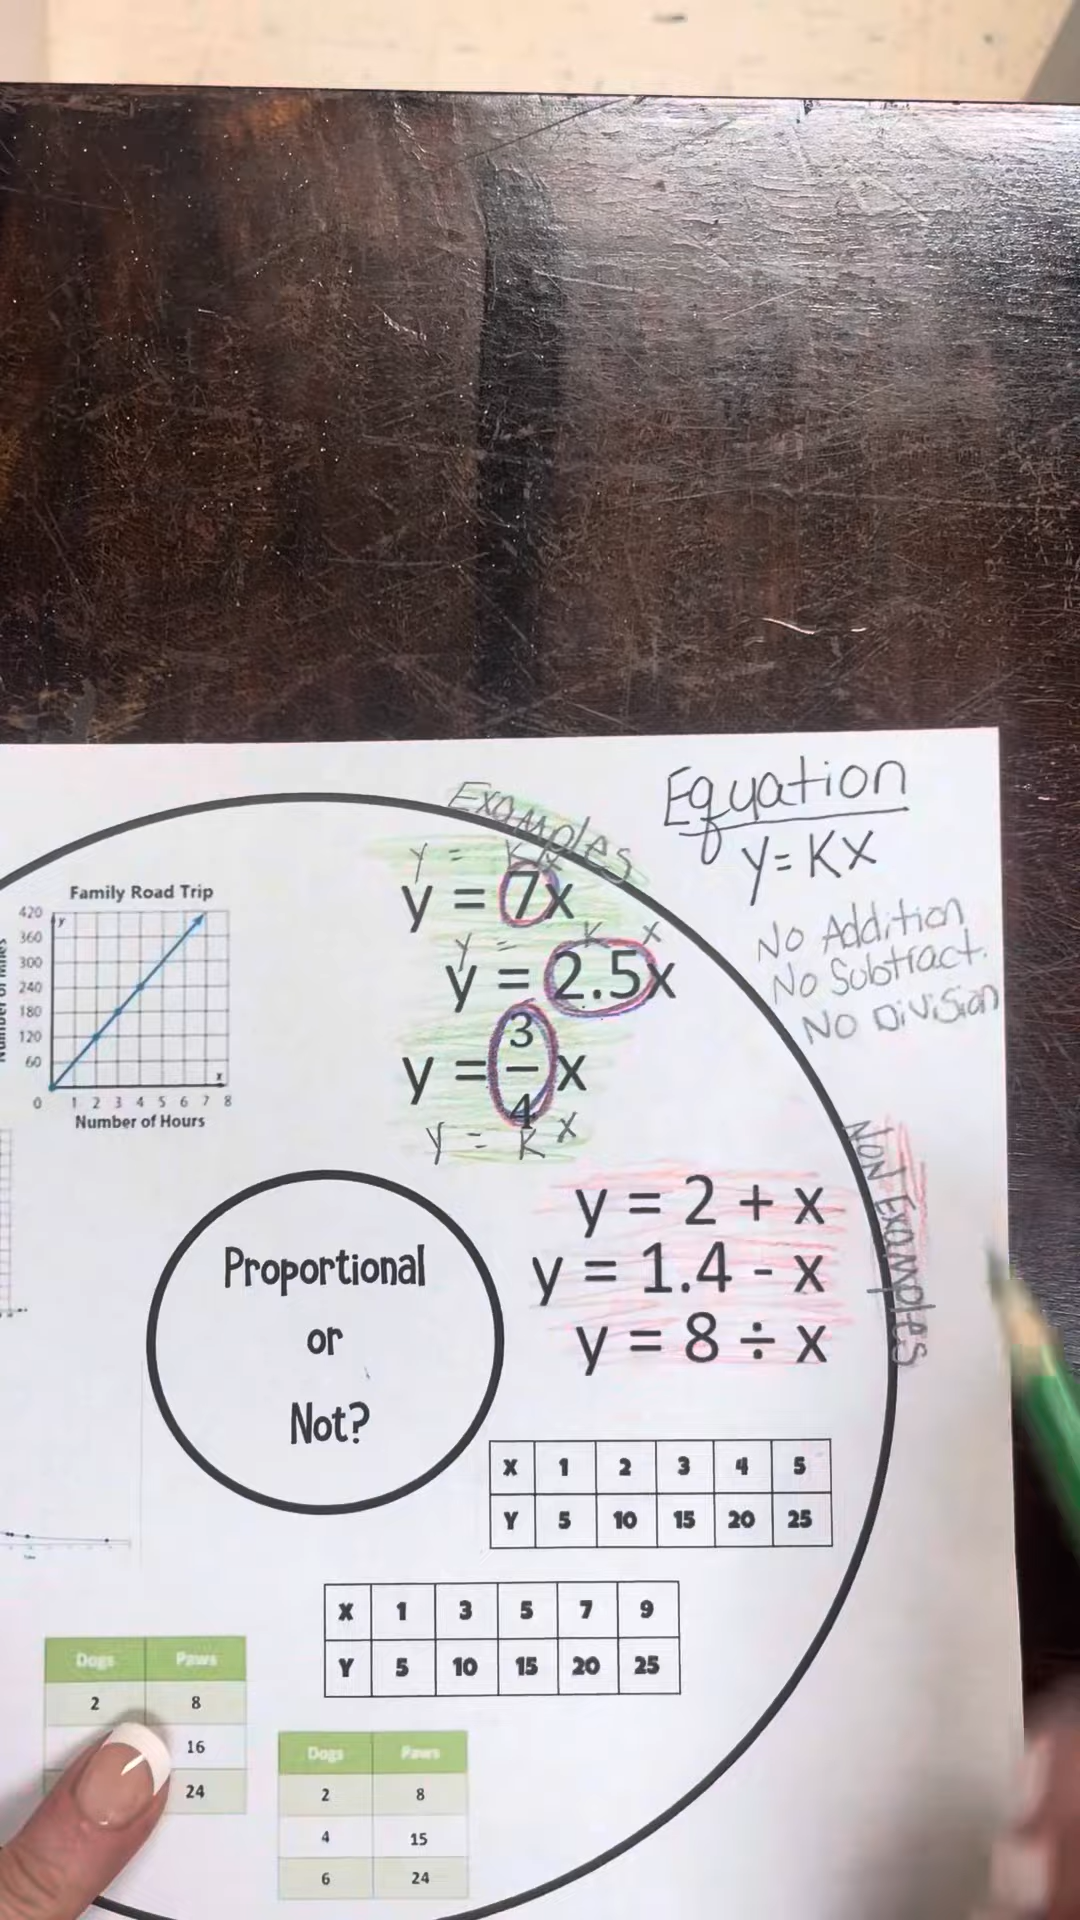 Equation
y = Kx
No Addition
No Subtract.
No Division
Examples
y = K x
y = 7x
y = K x
y = 2.5x
y = 3/4 x
y = K x
Non Examples
y = 2 + x
y = 1.4 - x
y = 8 ÷ x
Family Road Trip
y
420
360
300
240
180
120
60
0 1 2 3 4 5 6 7 8
x
Number of Hours
Proportional
or
Not?
X 1 2 3 4 5
Y 5 10 15 20 25
X 1 3 5 7 9
Y 5 10 15 20 25
Dogs Paws
2 8
16
24
Dogs Paws
2 8
4 15
6 24